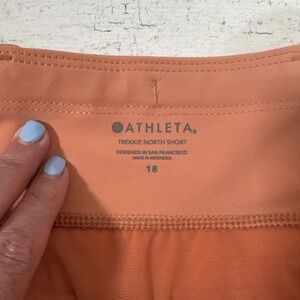 ATHLETA®
TREKKIE NORTH SHORT
DESIGNED IN SAN FRANCISCO
MADE IN INDONESIA
18